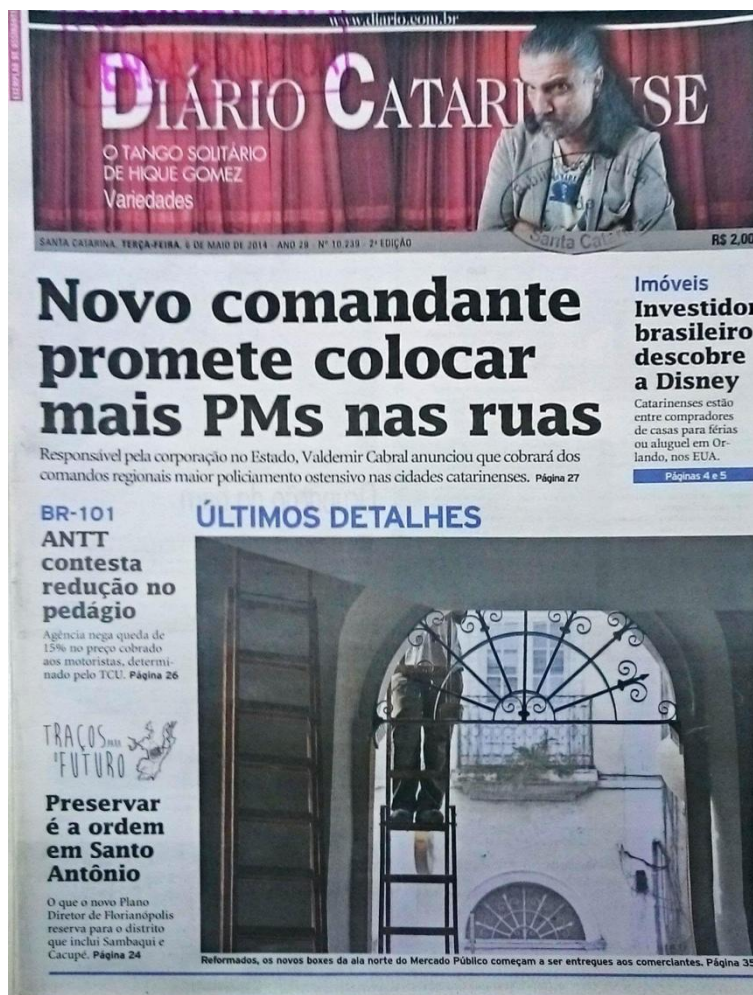 www.diario.com.br
DIÁRIO CATARI NSE
O TANGO SOLITÁRIO
DE HIQUE GOMEZ
Variedades
de
Santa Cata
SANTA CATARINA, TERÇA-FEIRA, 6 DE MAIO DE 2014 - ANO 29 - Nº 10.239 - 2ª EDIÇÃO
R$ 2,00
Novo comandante
promete colocar
mais PMs nas ruas
Responsável pela corporação no Estado, Valdemir Cabral anunciou que cobrará dos
comandos regionais maior policiamento ostensivo nas cidades catarinenses. Página 27
Imóveis
Investidor
brasileiro
descobre
a Disney
Catarinenses estão
entre compradores
de casas para férias
ou aluguel em Or-
lando, nos EUA.
Páginas 4 e 5
BR-101
ANTT
contesta
redução no
pedágio
Agência nega queda de
15% no preço cobrado
aos motoristas, determi-
nado pelo TCU. Página 26
TRAÇOS PARA
O FUTURO
Preservar
é a ordem
em Santo
Antônio
O que o novo Plano
Diretor de Florianópolis
reserva para o distrito
que inclui Sambaqui e
Cacupé. Página 24
ÚLTIMOS DETALHES
Reformados, os novos boxes da ala norte do Mercado Público começam a ser entregues aos comerciantes. Página 35